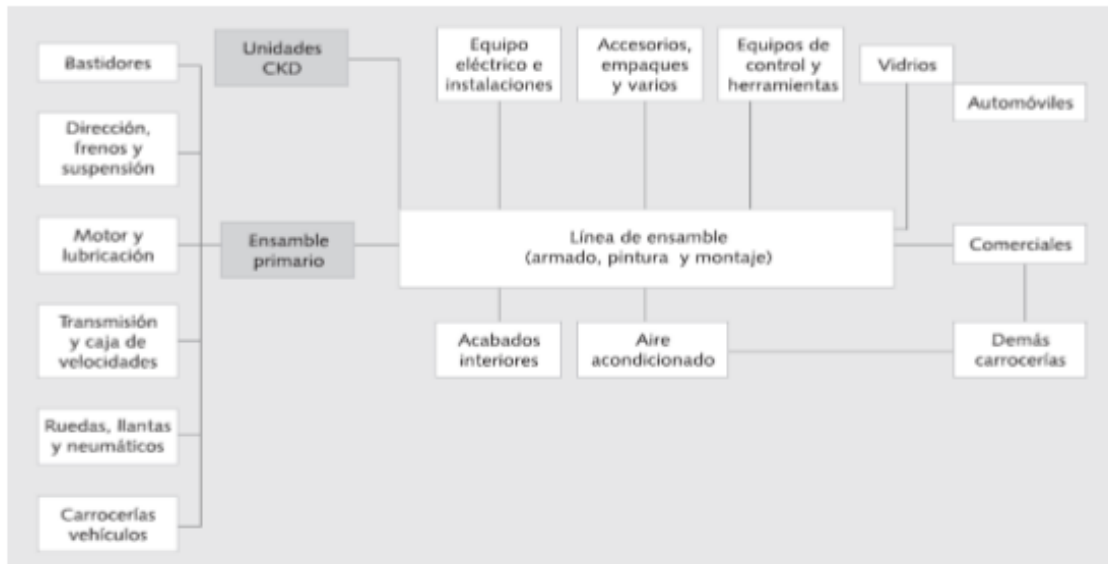 Bastidores
Unidades
CKD
Equipo
eléctrico e
instalaciones
Accesorios,
empaques
y varios
Equipos de
control y
herramientas
Vidrios
Automóviles
Dirección,
frenos y
suspensión
Motor y
lubricación
Ensamble
primario
Línea de ensamble
(armado, pintura y montaje)
Comerciales
Transmisión
y caja de
velocidades
Acabados
interiores
Aire
acondicionado
Demás
carrocerías
Ruedas, llantas
y neumáticos
Carrocerías
vehículos